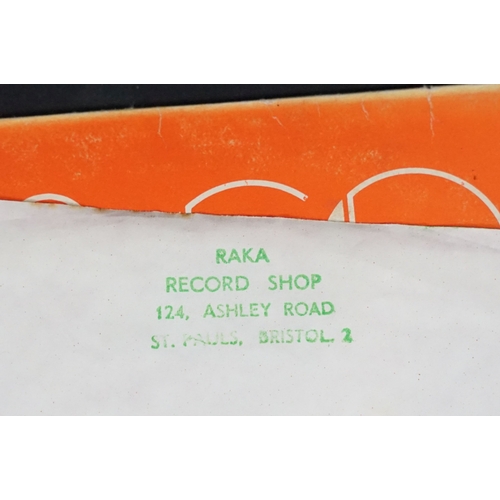 RAKA
RECORD SHOP
124, ASHLEY ROAD
ST. PAULS, BRISTOL. 2